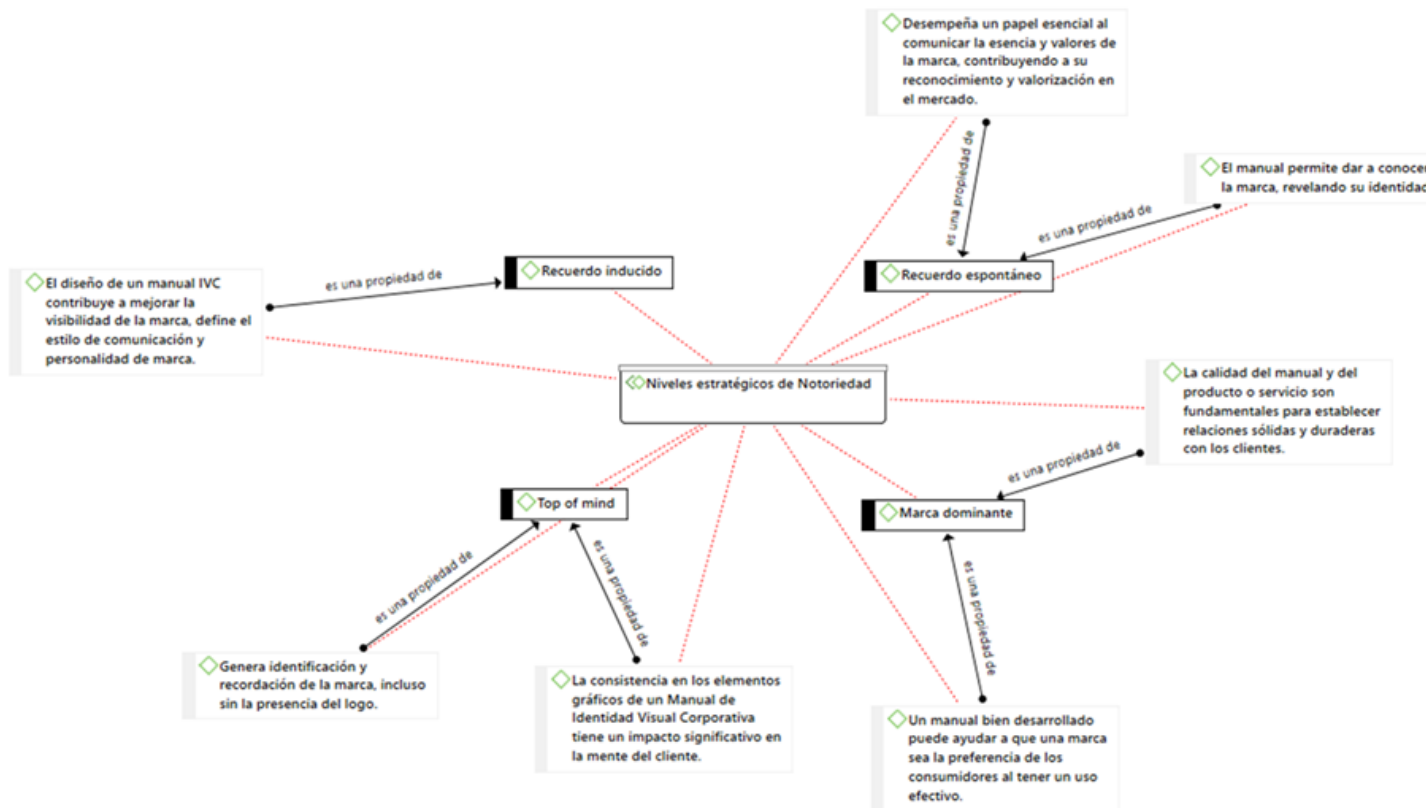 Desempeña un papel esencial al
comunicar la esencia y valores de
la marca, contribuyendo a su
reconocimiento y valorización en
el mercado.
es una propiedad de
El manual permite dar a conocer
la marca, revelando su identidad
es una propiedad de
Recuerdo espontáneo
Recuerdo inducido
es una propiedad de
El diseño de un manual IVC
contribuye a mejorar la
visibilidad de la marca, define el
estilo de comunicación y
personalidad de marca.
Niveles estratégicos de Notoriedad
La calidad del manual y del
producto o servicio son
fundamentales para establecer
relaciones sólidas y duraderas
con los clientes.
es una propiedad de
Top of mind
Marca dominante
es una propiedad de
es una propiedad de
es una propiedad de
Genera identificación y
recordación de la marca, incluso
sin la presencia del logo.
La consistencia en los elementos
gráficos de un Manual de
Identidad Visual Corporativa
tiene un impacto significativo en
la mente del cliente.
Un manual bien desarrollado
puede ayudar a que una marca
sea la preferencia de los
consumidores al tener un uso
efectivo.